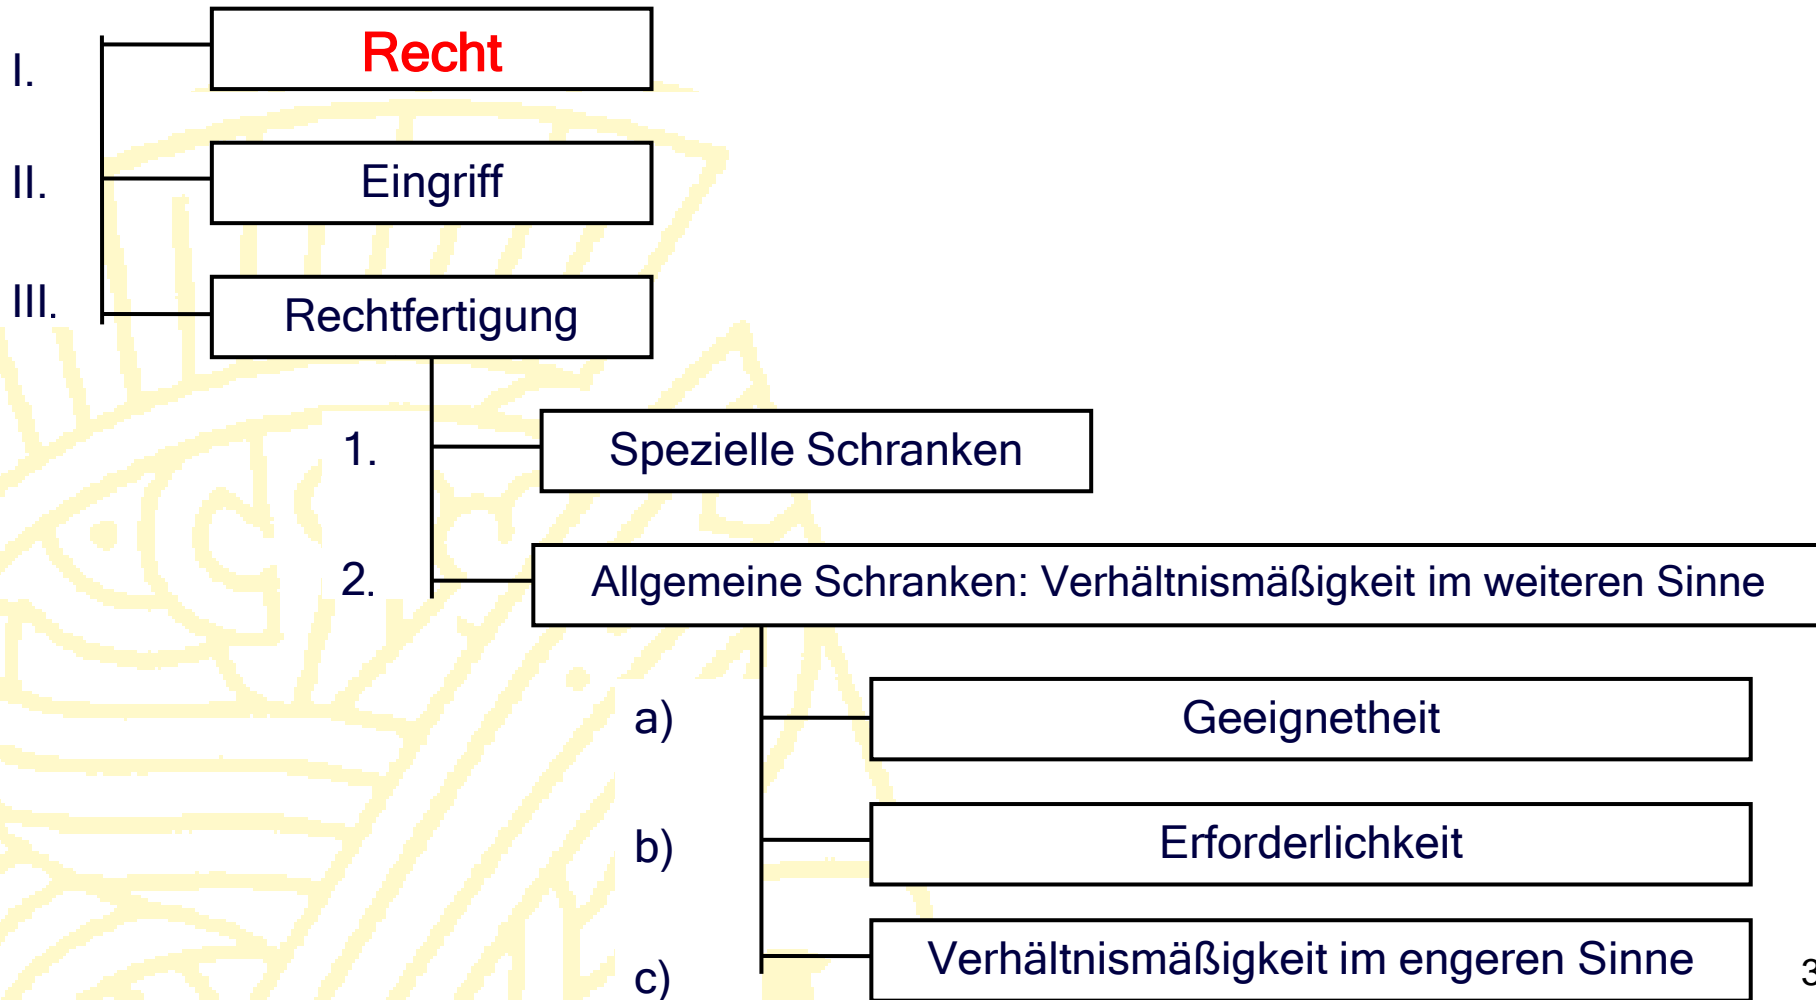 I. Recht
II. Eingriff
III. Rechtfertigung
1. Spezielle Schranken
2. Allgemeine Schranken: Verhältnismäßigkeit im weiteren Sinne
a) Geeignetheit
b) Erforderlichkeit
c) Verhältnismäßigkeit im engeren Sinne
3